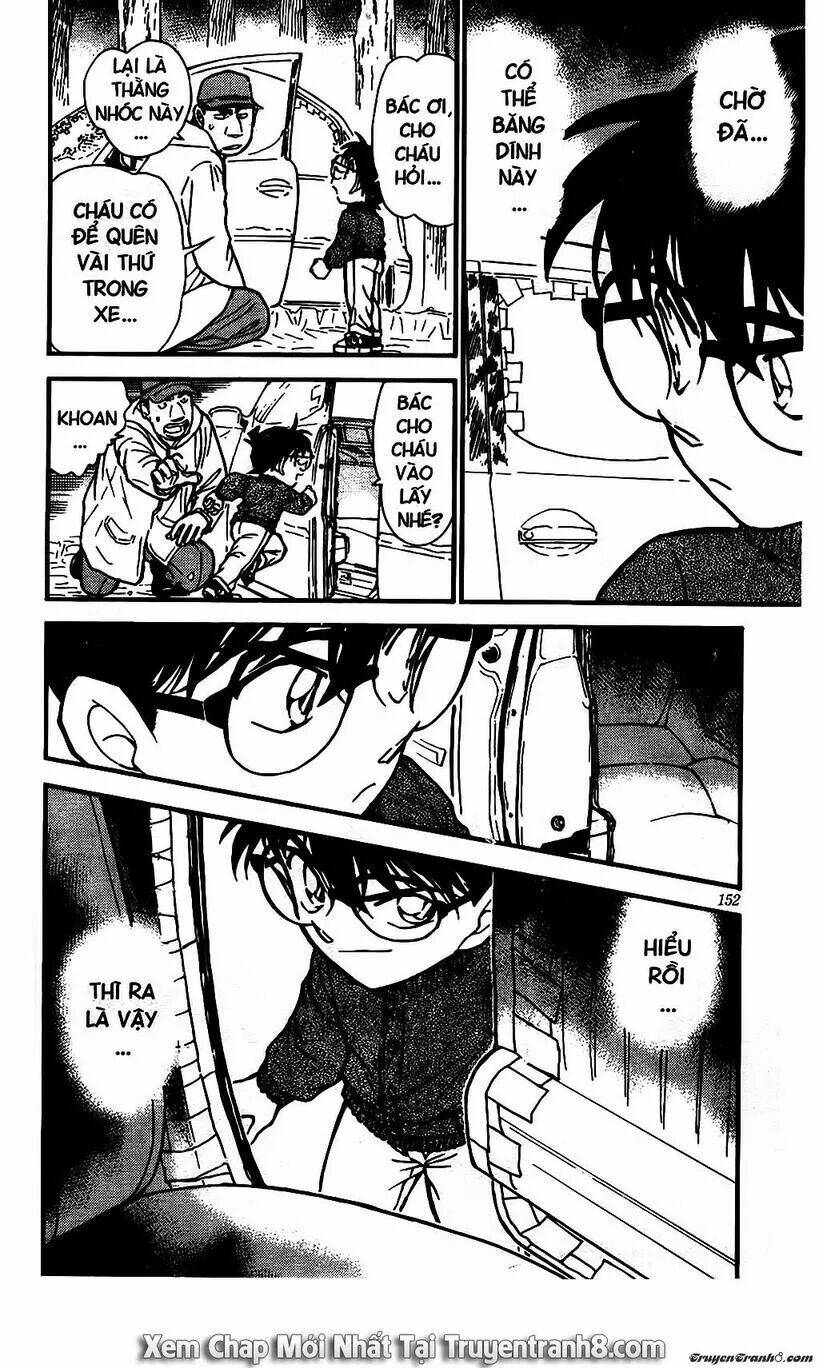 CHỜ
ĐÃ...
CÓ
THỂ
BĂNG
DÍNH
NÀY
...
BÁC ƠI,
CHO
CHÁU
HỎI...
LẠI LÀ
THẰNG
NHÓC NÀY
...
CHÁU CÓ
ĐỂ QUÊN
VÀI THỨ
TRONG
XE...
BÁC
CHO
CHÁU
VÀO
LẤY
NHÉ?
KHOAN
...
152
HIỂU
RỒI
...
THÌ RA
LÀ VẬY
...
Xem Chap Mới Nhất Tại Truyentranh8.com
TruyenTranh8.com